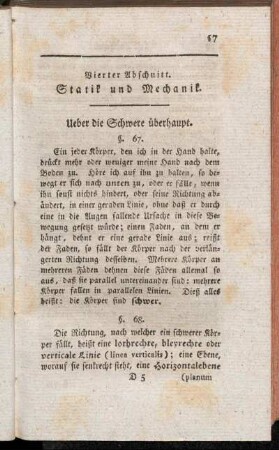 57
Vierter Abschnitt.
Statik und Mechanik.
Ueber die Schwere überhaupt.
§. 67.
Ein jeder Körper, den ich in der Hand halte,
drückt mehr oder weniger meine Hand nach dem
Boden zu. Höre ich auf ihn zu halten, so be-
wegt er sich nach unten zu, oder er fälle, wenn
ihm sonst nichts hindert, oder seine Richtung ab-
ändert, in einer geraden Linie, ohne daß er durch
eine in die Augen fallende Ursache in diese Be-
wegung gesetzt würde; einen Faden, an dem er
hängt, dehnt er eine gerade Linie aus; reißt
der Faden, so fällt der Körper nach der ver-
längerten Richtung desselben. Mehrere Körper an
mehreren Fäden dehnen diese Fäden allemal so
aus, daß sie parallel untereinander sind: mehrere
Körper fallen in parallelen Linien. Dieß alles
heißt: die Körper sind schwer.
§. 68.
Die Richtung, nach welcher ein schwerer Kör-
per fällt, heißt eine lothrechte, bleyrechte oder
verticale Linie (linea verticalis); eine Ebene,
worauf sie senkrecht steht, eine Horizontalebene
D 5 (planum